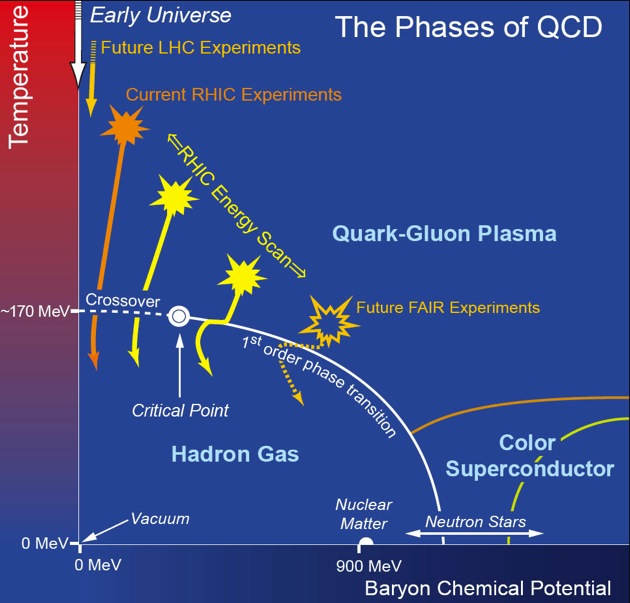 The Phases of QCD
Temperature
Early Universe
Future LHC Experiments
Current RHIC Experiments
RHIC Energy Scan
Quark-Gluon Plasma
Future FAIR Experiments
~170 MeV
Crossover
1st order phase transition
Critical Point
Hadron Gas
Color
Superconductor
Nuclear
Matter
Neutron Stars
Vacuum
0 MeV
0 MeV
900 MeV
Baryon Chemical Potential